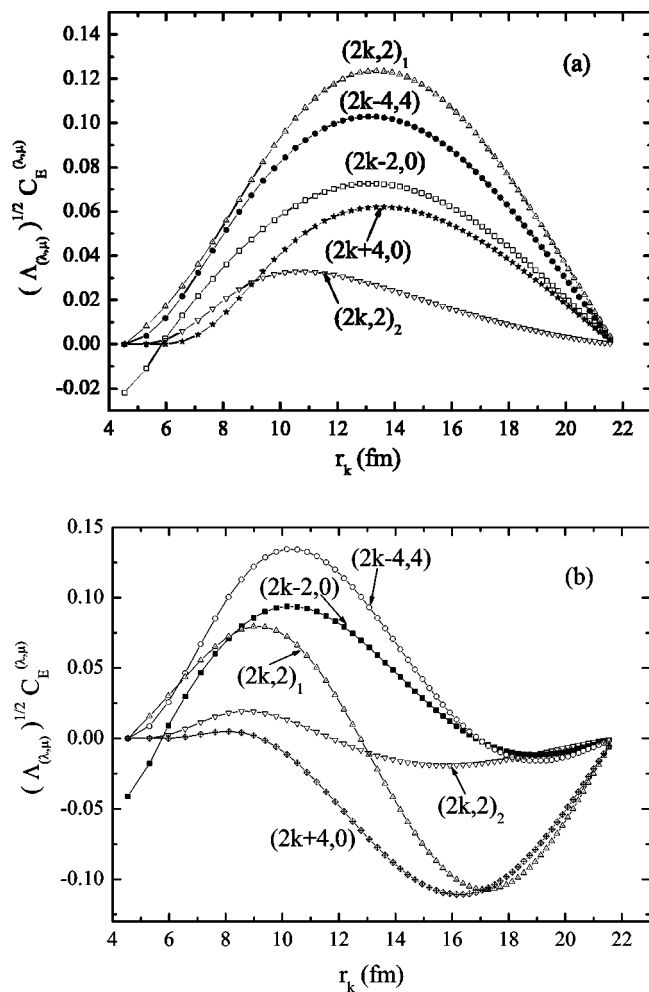 (a)
(2k,2)₁
(2k-4,4)
(2k-2,0)
(2k+4,0)
(2k,2)₂
( Λ(λ,μ) )^1/2 C_E^(λ,μ)
0.14
0.12
0.10
0.08
0.06
0.04
0.02
0.00
-0.02
4 6 8 10 12 14 16 18 20 22
r_k (fm)
(b)
(2k-4,4)
(2k-2,0)
(2k,2)₁
(2k,2)₂
(2k+4,0)
( Λ(λ,μ) )^1/2 C_E^(λ,μ)
0.15
0.10
0.05
0.00
-0.05
-0.10
4 6 8 10 12 14 16 18 20 22
r_k (fm)